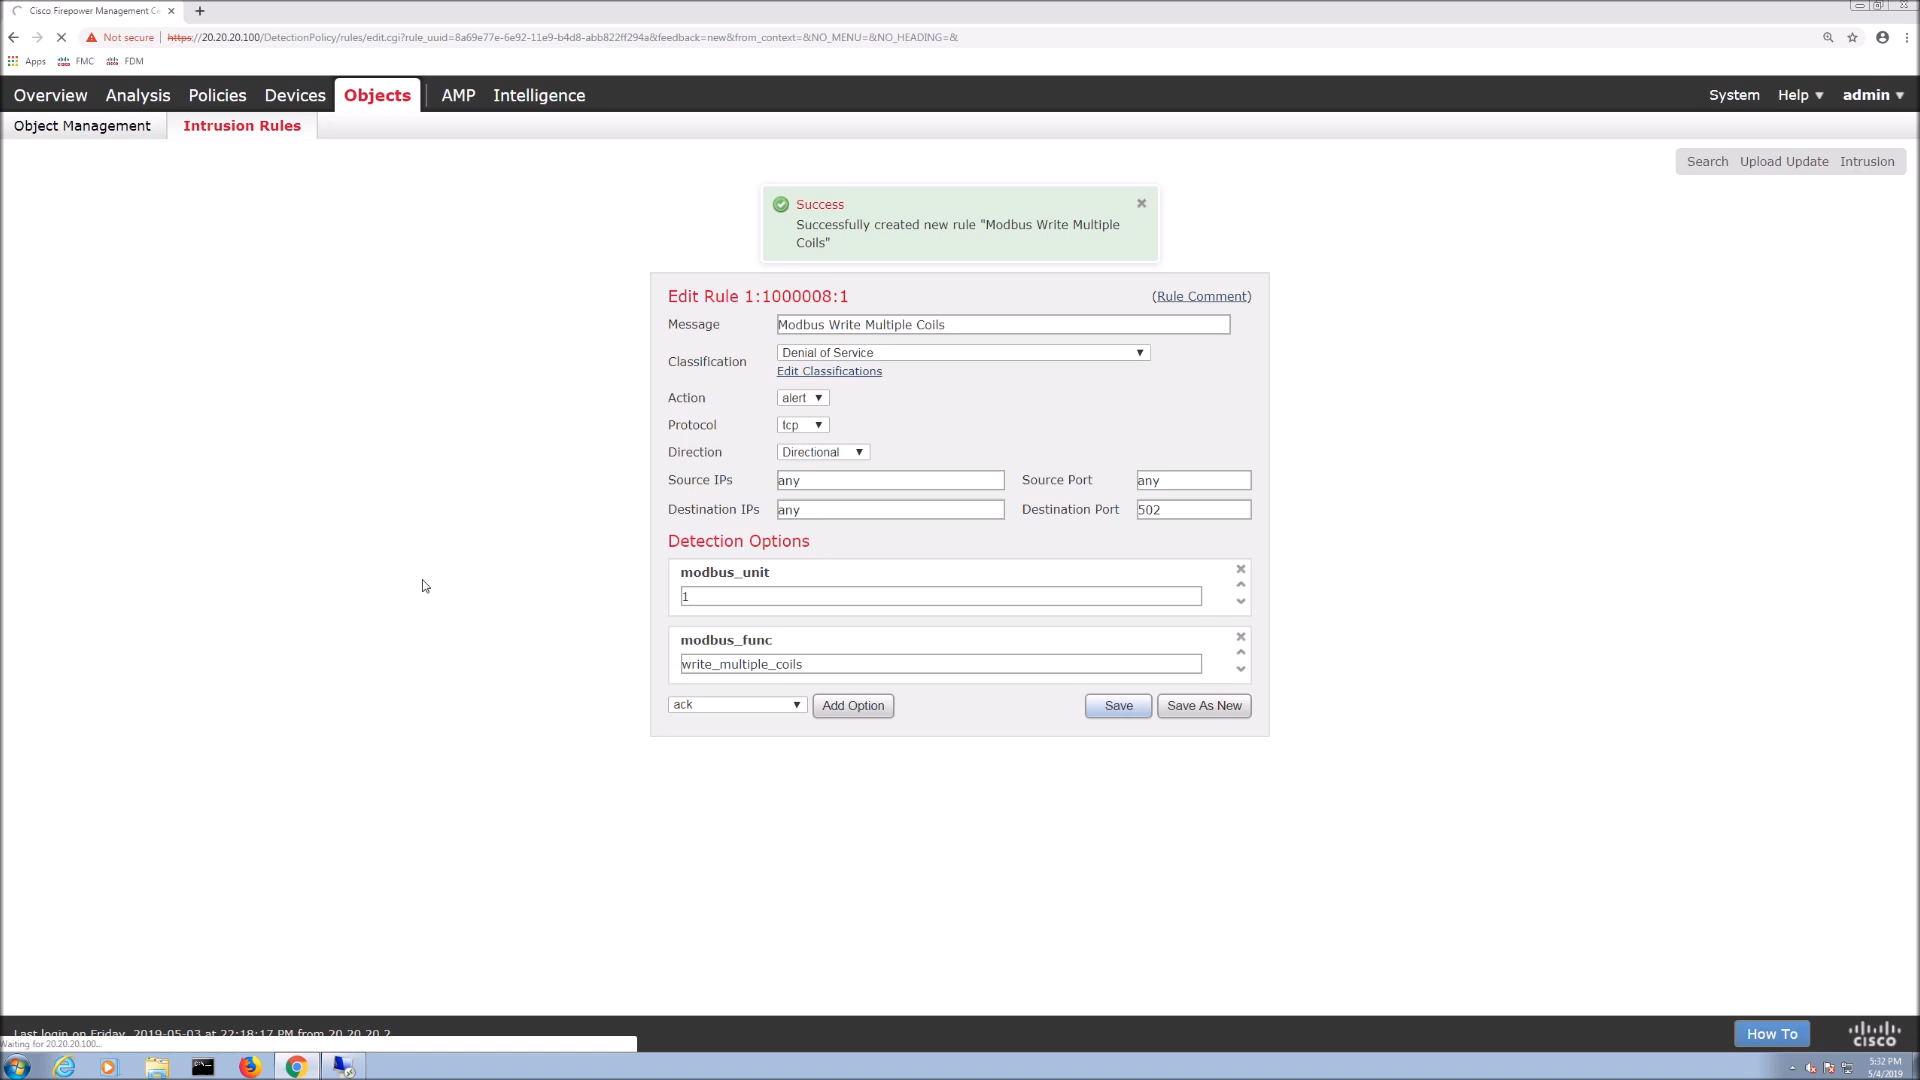 Cisco Firepower Management Ce
Not secure | https://20.20.20.100/DetectionPolicy/rules/edit.cgi?rule_uuid=8a69e77e-6e92-11e9-b4d8-abb822ff294a&feedback=new&from_context=&NO_MENU=&NO_HEADING=&
Apps FMC FDM
Overview Analysis Policies Devices Objects AMP Intelligence System Help admin
Object Management Intrusion Rules
Search Upload Update Intrusion
Success
Successfully created new rule "Modbus Write Multiple
Coils"
Edit Rule 1:1000008:1 (Rule Comment)
Message Modbus Write Multiple Coils
Classification Denial of Service
Edit Classifications
Action alert
Protocol tcp
Direction Directional
Source IPs any Source Port any
Destination IPs any Destination Port 502
Detection Options
modbus_unit
1
modbus_func
write_multiple_coils
ack Add Option Save Save As New
Last login on Friday, 2019-05-03 at 22:18:17 PM from 20.20.20.2
How To
cisco
Waiting for 20.20.20.100...
5:32 PM
5/4/2019